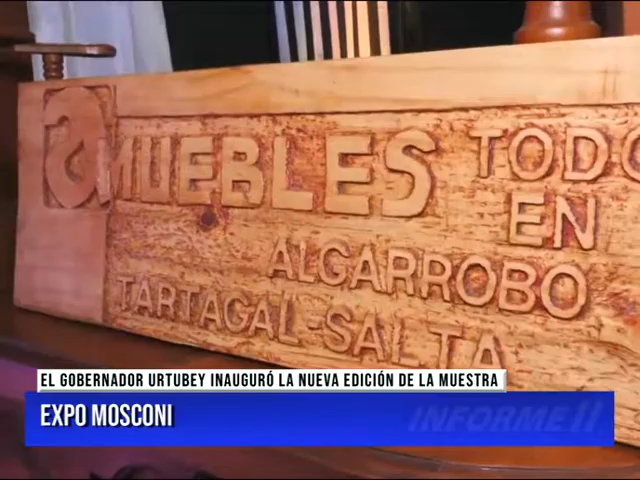 MUEBLES TODO
EN
ALGARROBO
TARTAGAL-SALTA
EL GOBERNADOR URTUBEY INAUGURÓ LA NUEVA EDICIÓN DE LA MUESTRA
EXPO MOSCONI
INFORME 11